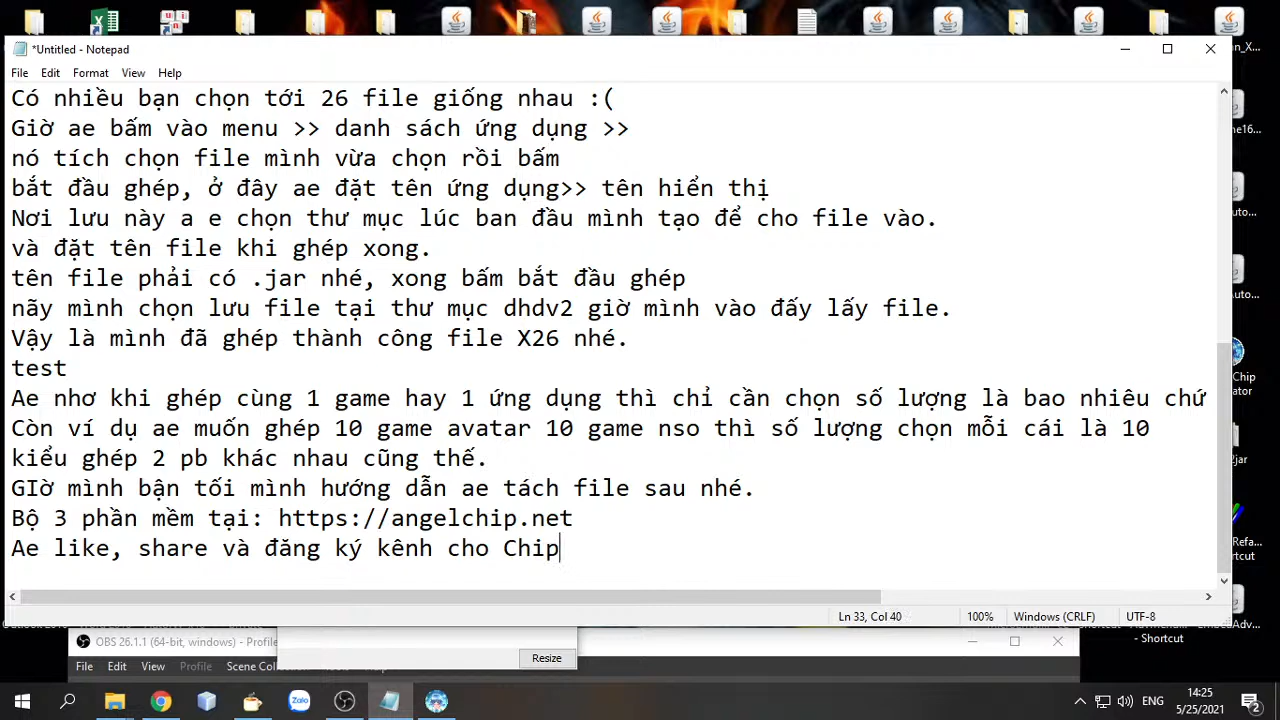 *Untitled - Notepad
File Edit Format View Help
Có nhiều bạn chọn tới 26 file giống nhau :(
Giờ ae bấm vào menu >> danh sách ứng dụng >>
nó tích chọn file mình vừa chọn rồi bấm
bắt đầu ghép, ở đây ae đặt tên ứng dụng>> tên hiển thị
Nơi lưu này a e chọn thư mục lúc ban đầu mình tạo để cho file vào.
và đặt tên file khi ghép xong.
tên file phải có .jar nhé, xong bấm bắt đầu ghép
nãy mình chọn lưu file tại thư mục dhdv2 giờ mình vào đấy lấy file.
Vậy là mình đã ghép thành công file X26 nhé.
test
Ae nhơ khi ghép cùng 1 game hay 1 ứng dụng thì chỉ cần chọn số lượng là bao nhiêu chứ
Còn ví dụ ae muốn ghép 10 game avatar 10 game nso thì số lượng chọn mỗi cái là 10
kiểu ghép 2 pb khác nhau cũng thế.
GIờ mình bận tối mình hướng dẫn ae tách file sau nhé.
Bộ 3 phần mềm tại: https://angelchip.net
Ae like, share và đăng ký kênh cho Chip
Ln 33, Col 40 100% Windows (CRLF) UTF-8
- Shortcut
OBS 26.1.1 (64-bit, windows) - Profile
File Edit View Profile Scene
Resize
Zalo
ENG
14:25
5/25/2021
2